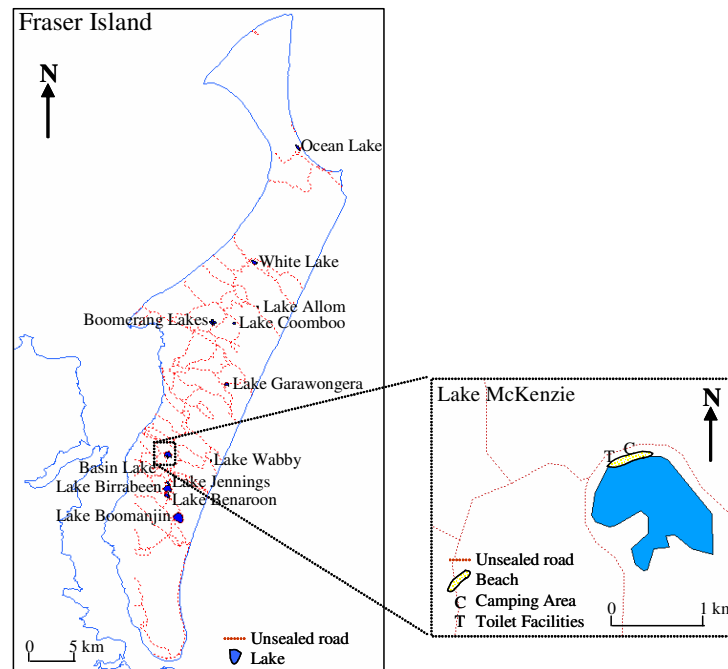 Fraser Island
N
Ocean Lake
White Lake
Lake Allom
Boomerang Lakes
Lake Coomboo
Lake Garawongera
Basin Lake
Lake Wabby
Lake Jennings
Lake Birrabeen
Lake Benaroon
Lake Boomanjin
Unsealed road
Lake
0 5 km
Lake McKenzie
N
T C
Unsealed road
Beach
C Camping Area
T Toilet Facilities
0 1 km